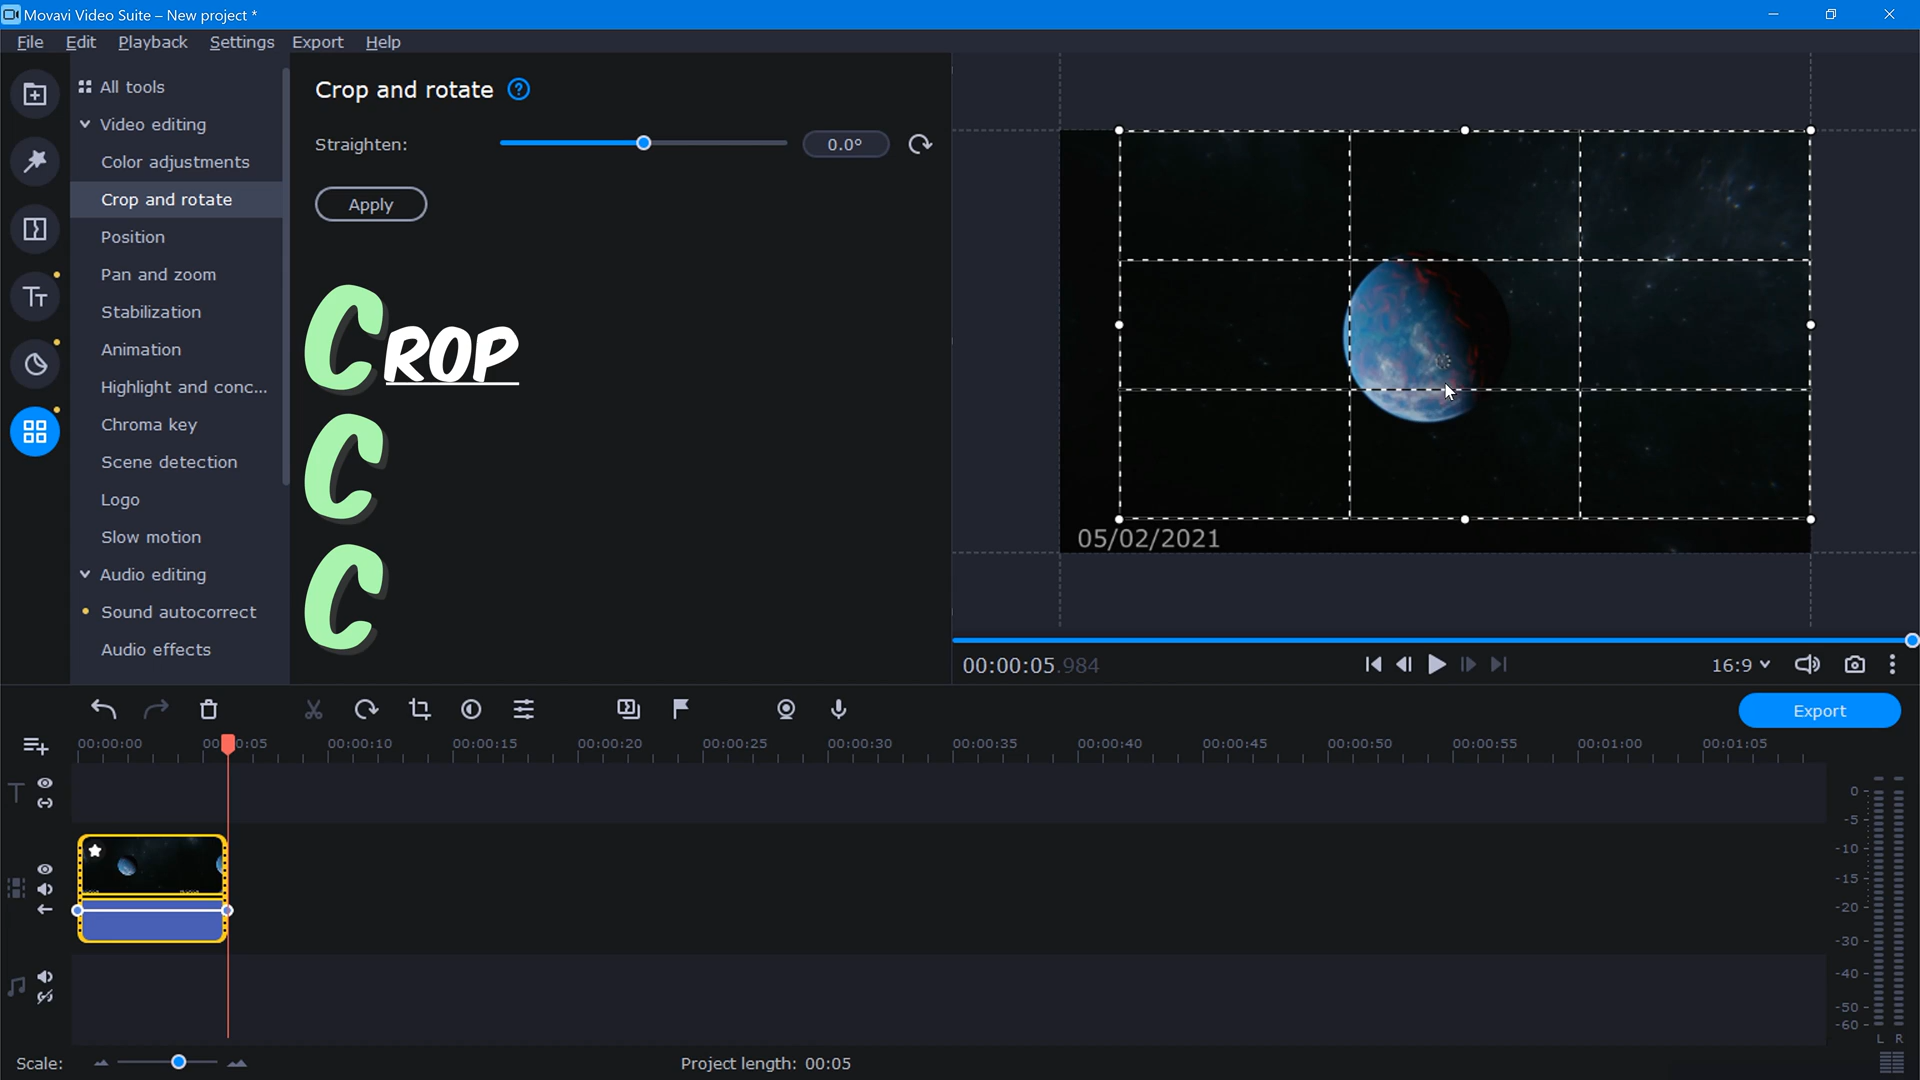 Movavi Video Suite – New project *
File Edit Playback Settings Export Help
All tools
Video editing
Color adjustments
Crop and rotate
Position
Pan and zoom
Stabilization
Animation
Highlight and conc...
Chroma key
Scene detection
Logo
Slow motion
Audio editing
Sound autocorrect
Audio effects
Crop and rotate ?
Straighten: 0.0°
Apply
CROP
C
C
05/02/2021
00:00:05.984
16:9
Export
00:00:00 00:00:05 00:00:10 00:00:15 00:00:20 00:00:25 00:00:30 00:00:35 00:00:40 00:00:45 00:00:50 00:00:55 00:01:00 00:01:05
0
-5
-10
-15
-20
-30
-40
-50
-60
L R
Scale:
Project length: 00:05